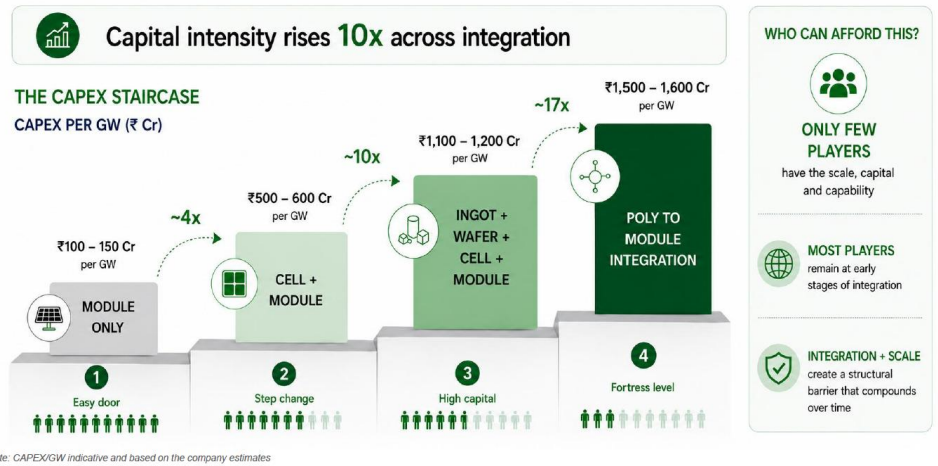 Capital intensity rises 10x across integration
THE CAPEX STAIRCASE
CAPEX PER GW (₹ Cr)
₹100 – 150 Cr
per GW
~4x
₹500 – 600 Cr
per GW
~10x
₹1,100 – 1,200 Cr
per GW
~17x
₹1,500 – 1,600 Cr
per GW
MODULE
ONLY
CELL +
MODULE
INGOT +
WAFER +
CELL +
MODULE
POLY TO
MODULE
INTEGRATION
1
Easy door
2
Step change
3
High capital
4
Fortress level
WHO CAN AFFORD THIS?
ONLY FEW
PLAYERS
have the scale, capital
and capability
MOST PLAYERS
remain at early
stages of integration
INTEGRATION + SCALE
create a structural
barrier that compounds
over time
te: CAPEX/GW indicative and based on the company estimates